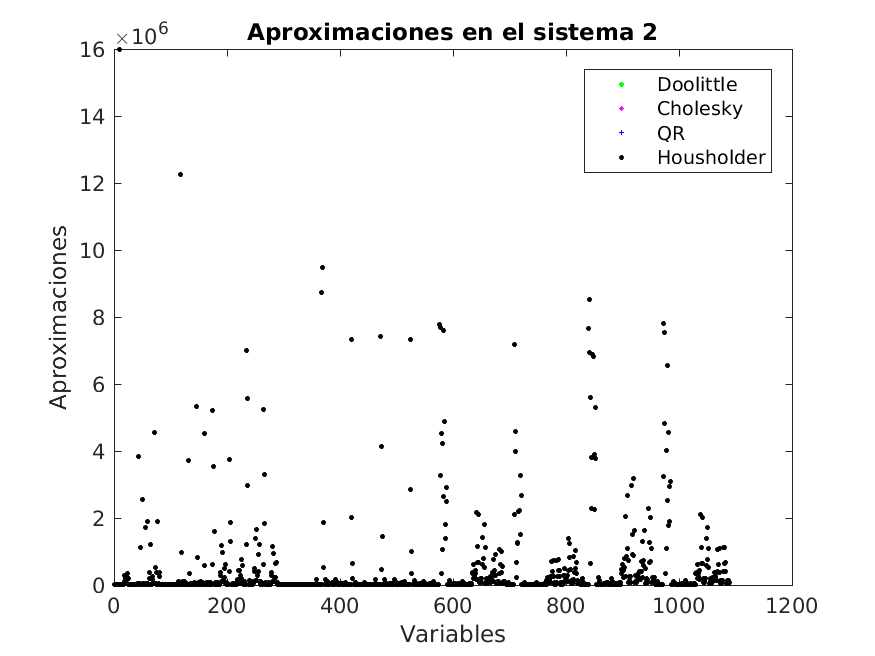 Aproximaciones en el sistema 2
×10^6
16
14
12
10
8
6
4
2
0
Aproximaciones
Doolittle
Cholesky
QR
Housholder
0 200 400 600 800 1000 1200
Variables